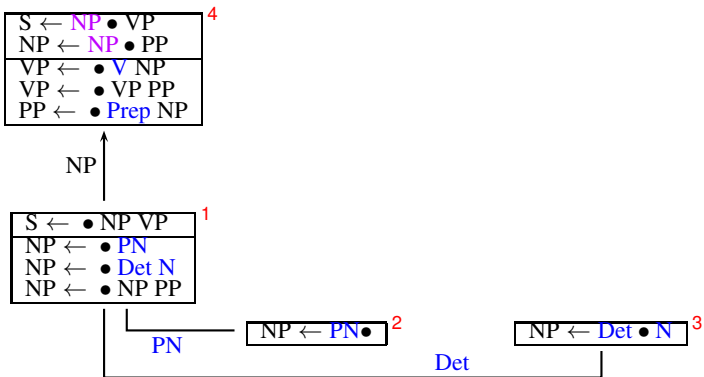 S ← NP • VP 4
NP ← NP • PP
VP ← • V NP
VP ← • VP PP
PP ← • Prep NP
NP
S ← • NP VP 1
NP ← • PN
NP ← • Det N
NP ← • NP PP
NP ← PN• 2
NP ← Det • N 3
PN
Det